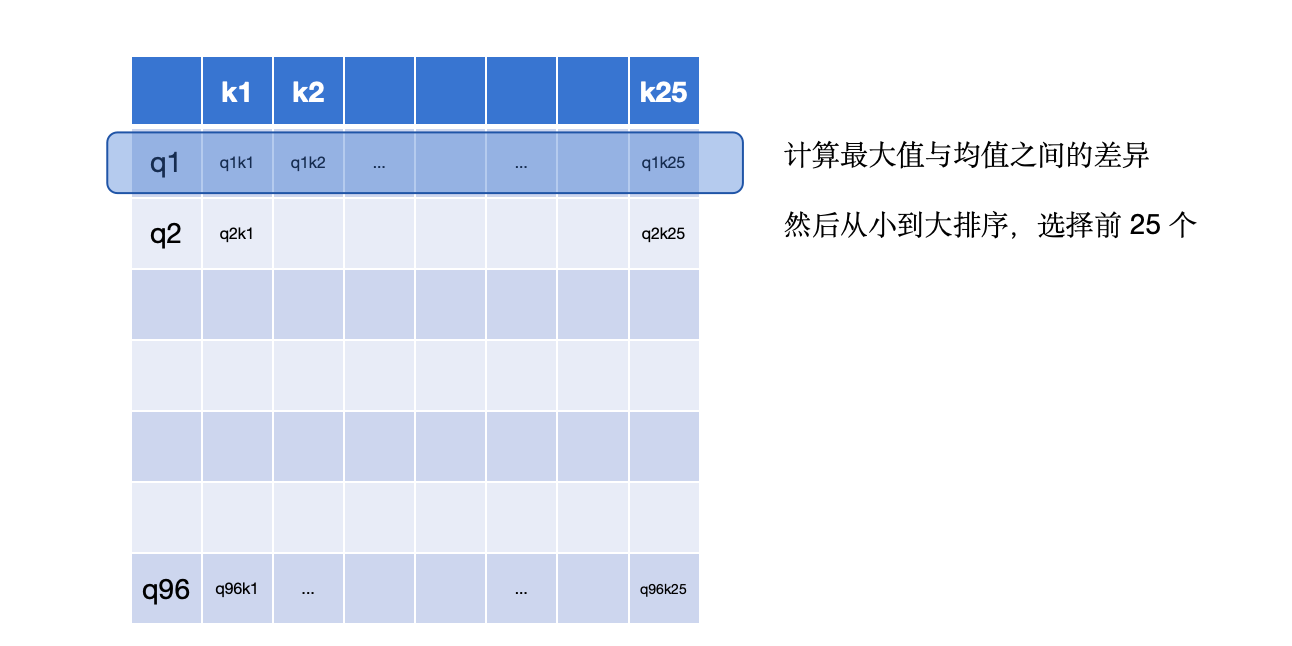 k1 k2 k25
q1 q1k1 q1k2 ... ... q1k25
计算最大值与均值之间的差异
q2 q2k1 q2k25
然后从小到大排序，选择前 25 个
q96 q96k1 ... ... q96k25